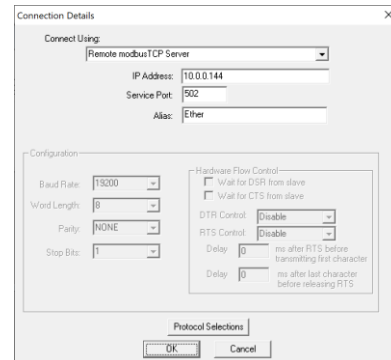 Connection Details
Connect Using:
Remote modbusTCP Server
IP Address: 10.0.0.144
Service Port: 502
Alias: Ether
Configuration
Baud Rate: 19200
Word Length: 8
Parity: NONE
Stop Bits: 1
Hardware Flow Control
Wait for DSR from slave
Wait for CTS from slave
DTR Control: Disable
RTS Control: Disable
Delay 0 ms after RTS before
transmitting first character
Delay 0 ms after last character
before releasing RTS
Protocol Selections
OK Cancel